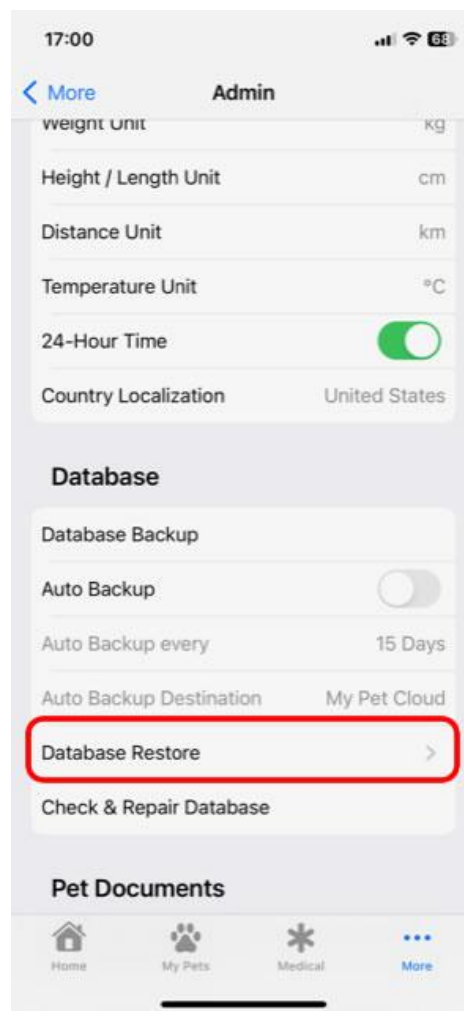 17:00
68
More
Admin
Weight Unit
kg
Height / Length Unit
cm
Distance Unit
km
Temperature Unit
°C
24-Hour Time
Country Localization
United States
Database
Database Backup
Auto Backup
Auto Backup every
15 Days
Auto Backup Destination
My Pet Cloud
Database Restore
Check & Repair Database
Pet Documents
Home
My Pets
Medical
More